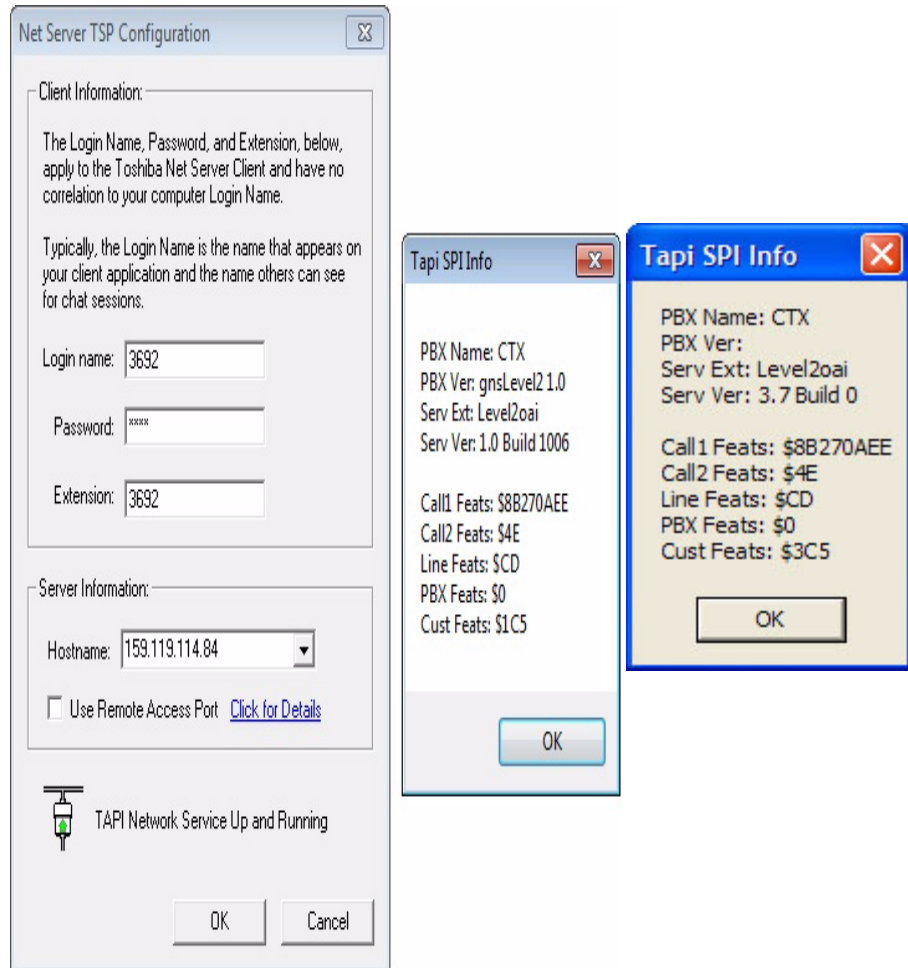 Net Server TSP Configuration
Client Information:
The Login Name, Password, and Extension, below,
apply to the Toshiba Net Server Client and have no
correlation to your computer Login Name.
Typically, the Login Name is the name that appears on
your client application and the name others can see
for chat sessions.
Login name: 3692
Password: ××××
Extension: 3692
Server Information:
Hostname: 159.119.114.84
Use Remote Access Port Click for Details
TAPI Network Service Up and Running
OK Cancel
Tapi SPI Info
PBX Name: CTX
PBX Ver: gnsLevel2 1.0
Serv Ext: Level2oai
Serv Ver: 1.0 Build 1006
Call1 Feats: $8B270AEE
Call2 Feats: $4E
Line Feats: $CD
PBX Feats: $0
Cust Feats: $1C5
OK
Tapi SPI Info
PBX Name: CTX
PBX Ver:
Serv Ext: Level2oai
Serv Ver: 3.7 Build 0
Call1 Feats: $8B270AEE
Call2 Feats: $4E
Line Feats: $CD
PBX Feats: $0
Cust Feats: $3C5
OK